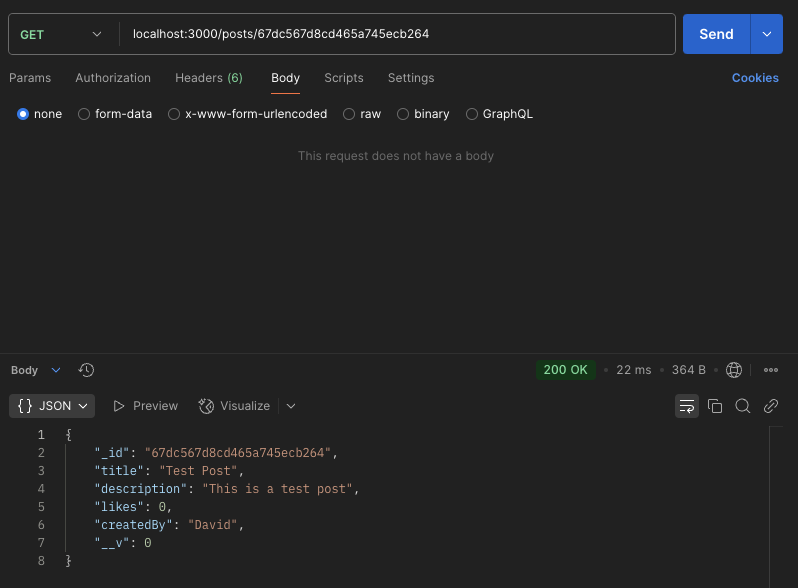 GET localhost:3000/posts/67dc567d8cd465a745ecb264 Send
Params Authorization Headers (6) Body Scripts Settings Cookies
none form-data x-www-form-urlencoded raw binary GraphQL
This request does not have a body
Body 200 OK • 22 ms • 364 B •
{} JSON Preview Visualize
1 {
2 "_id": "67dc567d8cd465a745ecb264",
3 "title": "Test Post",
4 "description": "This is a test post",
5 "likes": 0,
6 "createdBy": "David",
7 "__v": 0
8 }